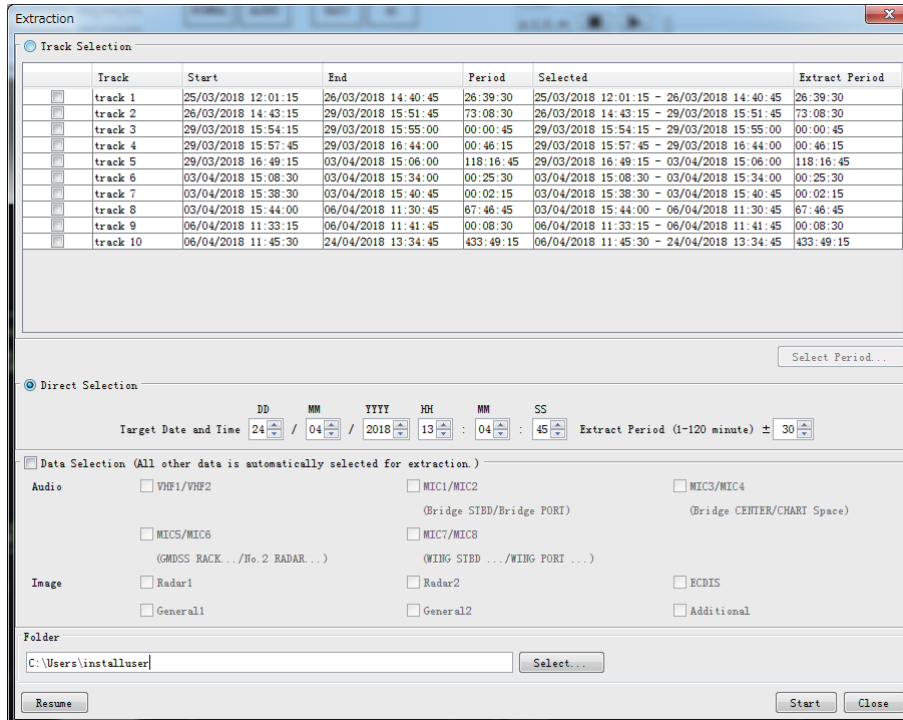 Extraction
Track Selection
Track Start End Period Selected Extract Period
track 1 25/03/2018 12:01:15 26/03/2018 14:40:45 26:39:30 25/03/2018 12:01:15 - 26/03/2018 14:40:45 26:39:30
track 2 26/03/2018 14:43:15 29/03/2018 15:51:45 73:08:30 26/03/2018 14:43:15 - 29/03/2018 15:51:45 73:08:30
track 3 29/03/2018 15:54:15 29/03/2018 15:55:00 00:00:45 29/03/2018 15:54:15 - 29/03/2018 15:55:00 00:00:45
track 4 29/03/2018 15:57:45 29/03/2018 16:44:00 00:46:15 29/03/2018 15:57:45 - 29/03/2018 16:44:00 00:46:15
track 5 29/03/2018 16:49:15 03/04/2018 15:06:00 118:16:45 29/03/2018 16:49:15 - 03/04/2018 15:06:00 118:16:45
track 6 03/04/2018 15:08:30 03/04/2018 15:34:00 00:25:30 03/04/2018 15:08:30 - 03/04/2018 15:34:00 00:25:30
track 7 03/04/2018 15:38:30 03/04/2018 15:40:45 00:02:15 03/04/2018 15:38:30 - 03/04/2018 15:40:45 00:02:15
track 8 03/04/2018 15:44:00 06/04/2018 11:30:45 67:46:45 03/04/2018 15:44:00 - 06/04/2018 11:30:45 67:46:45
track 9 06/04/2018 11:33:15 06/04/2018 11:41:45 00:08:30 06/04/2018 11:33:15 - 06/04/2018 11:41:45 00:08:30
track 10 06/04/2018 11:45:30 24/04/2018 13:34:45 433:49:15 06/04/2018 11:45:30 - 24/04/2018 13:34:45 433:49:15
Select Period...
Direct Selection
DD MM YYYY HH MM SS
Target Date and Time 24 / 04 / 2018 13 : 04 : 45 Extract Period (1-120 minute) ± 30
Data Selection (All other data is automatically selected for extraction.)
Audio VHF1/VHF2 MIC1/MIC2 MIC3/MIC4
(Bridge STBD/Bridge PORT) (Bridge CENTER/CHART Space)
MIC5/MIC6 MIC7/MIC8
(GMDSS RACK.../No.2 RADAR...) (WING STBD .../WING PORT ...)
Image Radar1 Radar2 ECDIS
General1 General2 Additional
Folder
C:\Users\installuser Select...
Resume Start Close